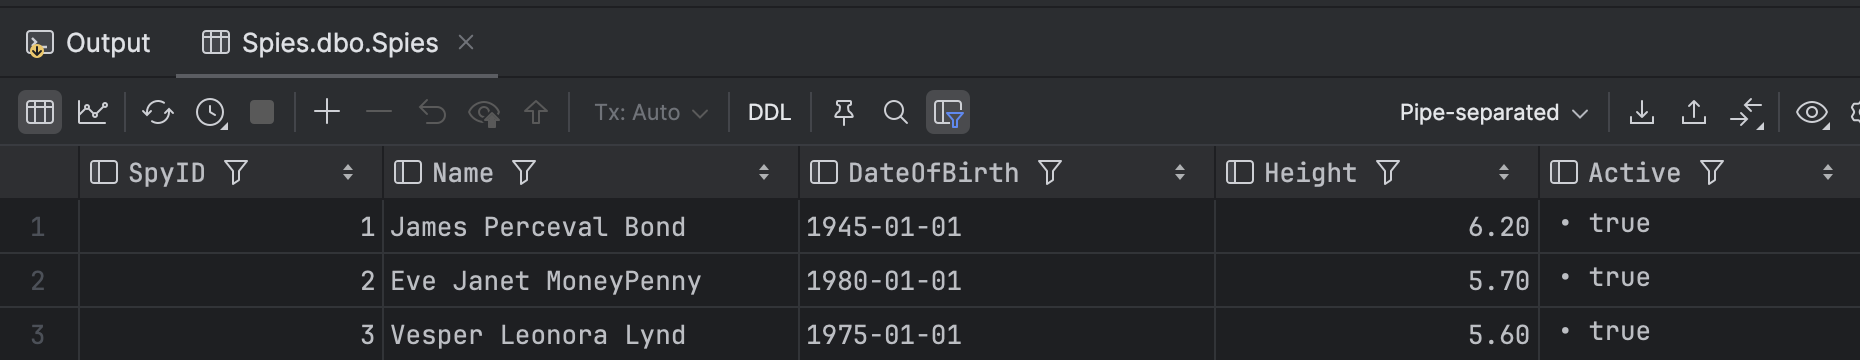 Output Spies.dbo.Spies
Tx: Auto DDL Pipe-separated
SpyID Name DateOfBirth Height Active
1 1 James Perceval Bond 1945-01-01 6.20 • true
2 2 Eve Janet MoneyPenny 1980-01-01 5.70 • true
3 3 Vesper Leonora Lynd 1975-01-01 5.60 • true